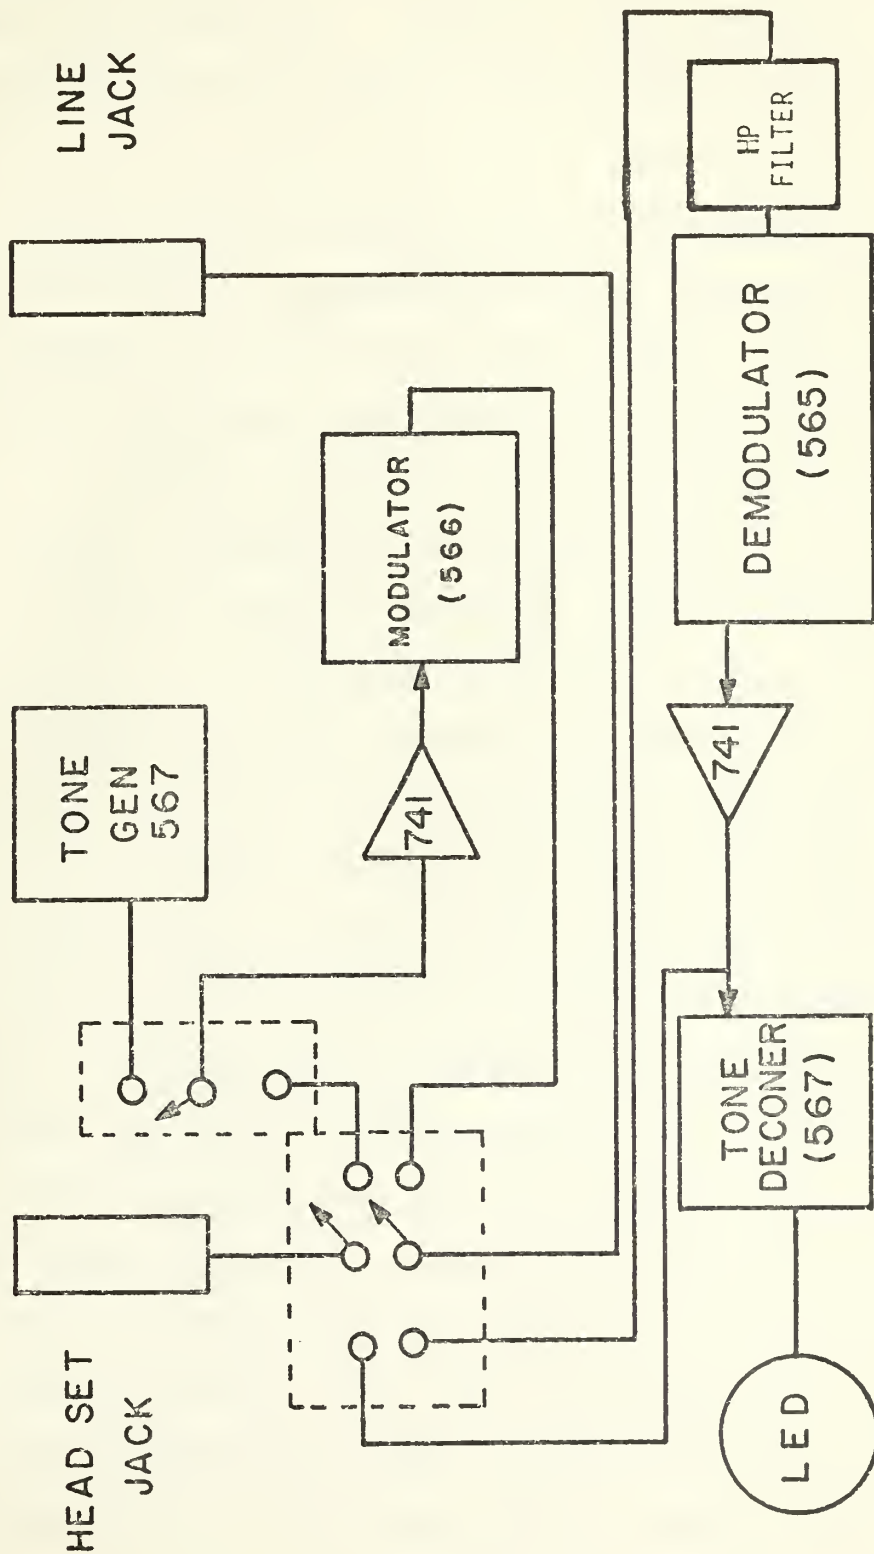 HEAD SET
JACK
LINE
JACK
TONE
GEN
567
741
MODULATOR
(566)
HP
FILTER
DEMODULATOR
(565)
741
TONE
DECONER
(567)
LED